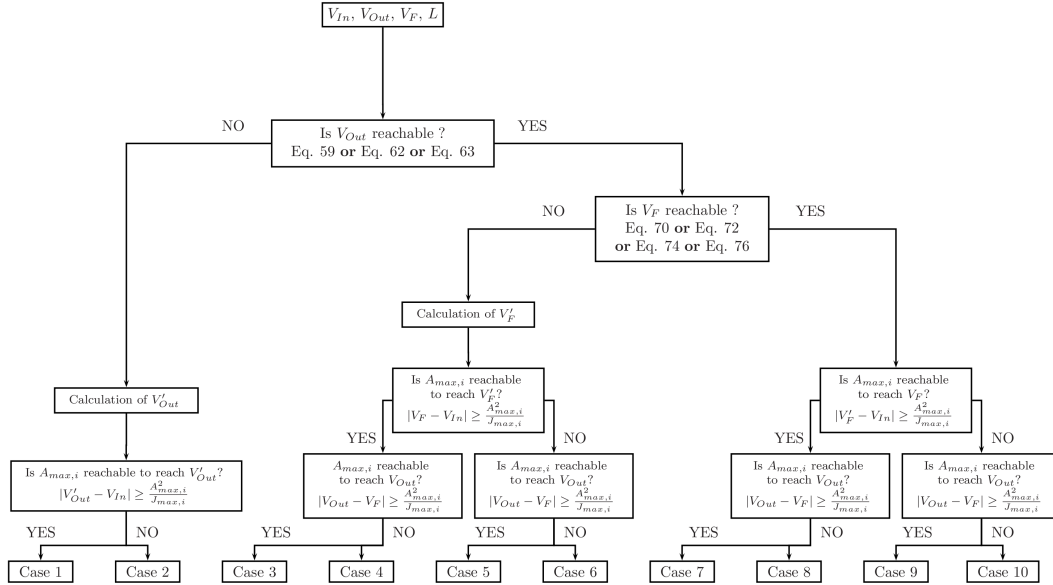 V_In, V_Out, V_F, L
NO
YES
Is V_Out reachable ?
Eq. 59 or Eq. 62 or Eq. 63
NO
YES
Is V_F reachable ?
Eq. 70 or Eq. 72
or Eq. 74 or Eq. 76
Calculation of V'_F
Calculation of V'_Out
Is A_max,i reachable
to reach V'_F?
|V_F − V_In| ≥ A²_max,i / J_max,i
Is A_max,i reachable
to reach V_F?
|V'_F − V_In| ≥ A²_max,i / J_max,i
YES
NO
YES
NO
Is A_max,i reachable to reach V'_Out?
|V'_Out − V_In| ≥ A²_max,i / J_max,i
A_max,i reachable
to reach V_Out?
|V_Out − V_F| ≥ A²_max,i / J_max,i
Is A_max,i reachable
to reach V_Out?
|V_Out − V_F| ≥ A²_max,i / J_max,i
Is A_max,i reachable
to reach V_Out?
|V_Out − V_F| ≥ A²_max,i / J_max,i
Is A_max,i reachable
to reach V_Out?
|V_Out − V_F| ≥ A²_max,i / J_max,i
YES
NO
YES
NO
YES
NO
YES
NO
YES
NO
Case 1
Case 2
Case 3
Case 4
Case 5
Case 6
Case 7
Case 8
Case 9
Case 10